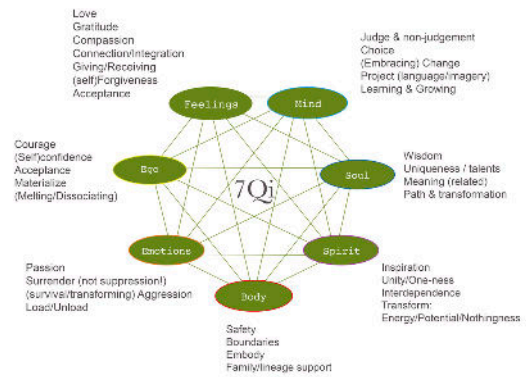 Love
Gratitude
Compassion
Connection/Integration
Giving/Receiving
(self)Forgiveness
Acceptance
Judge & non-judgement
Choice
(Embracing) Change
Project (language/imagery)
Learning & Growing
Feelings
Mind
Courage
(Self)confidence
Acceptance
Materialize
(Melting/Dissociating)
Ego
7Qi
Soul
Wisdom
Uniqueness / talents
Meaning (related)
Path & transformation
Emotions
Spirit
Passion
Surrender (not suppression!)
(survival/transforming) Aggression
Load/Unload
Body
Inspiration
Unity/One-ness
Interdependence
Transform:
Energy/Potential/Nothingness
Safety
Boundaries
Embody
Family/lineage support